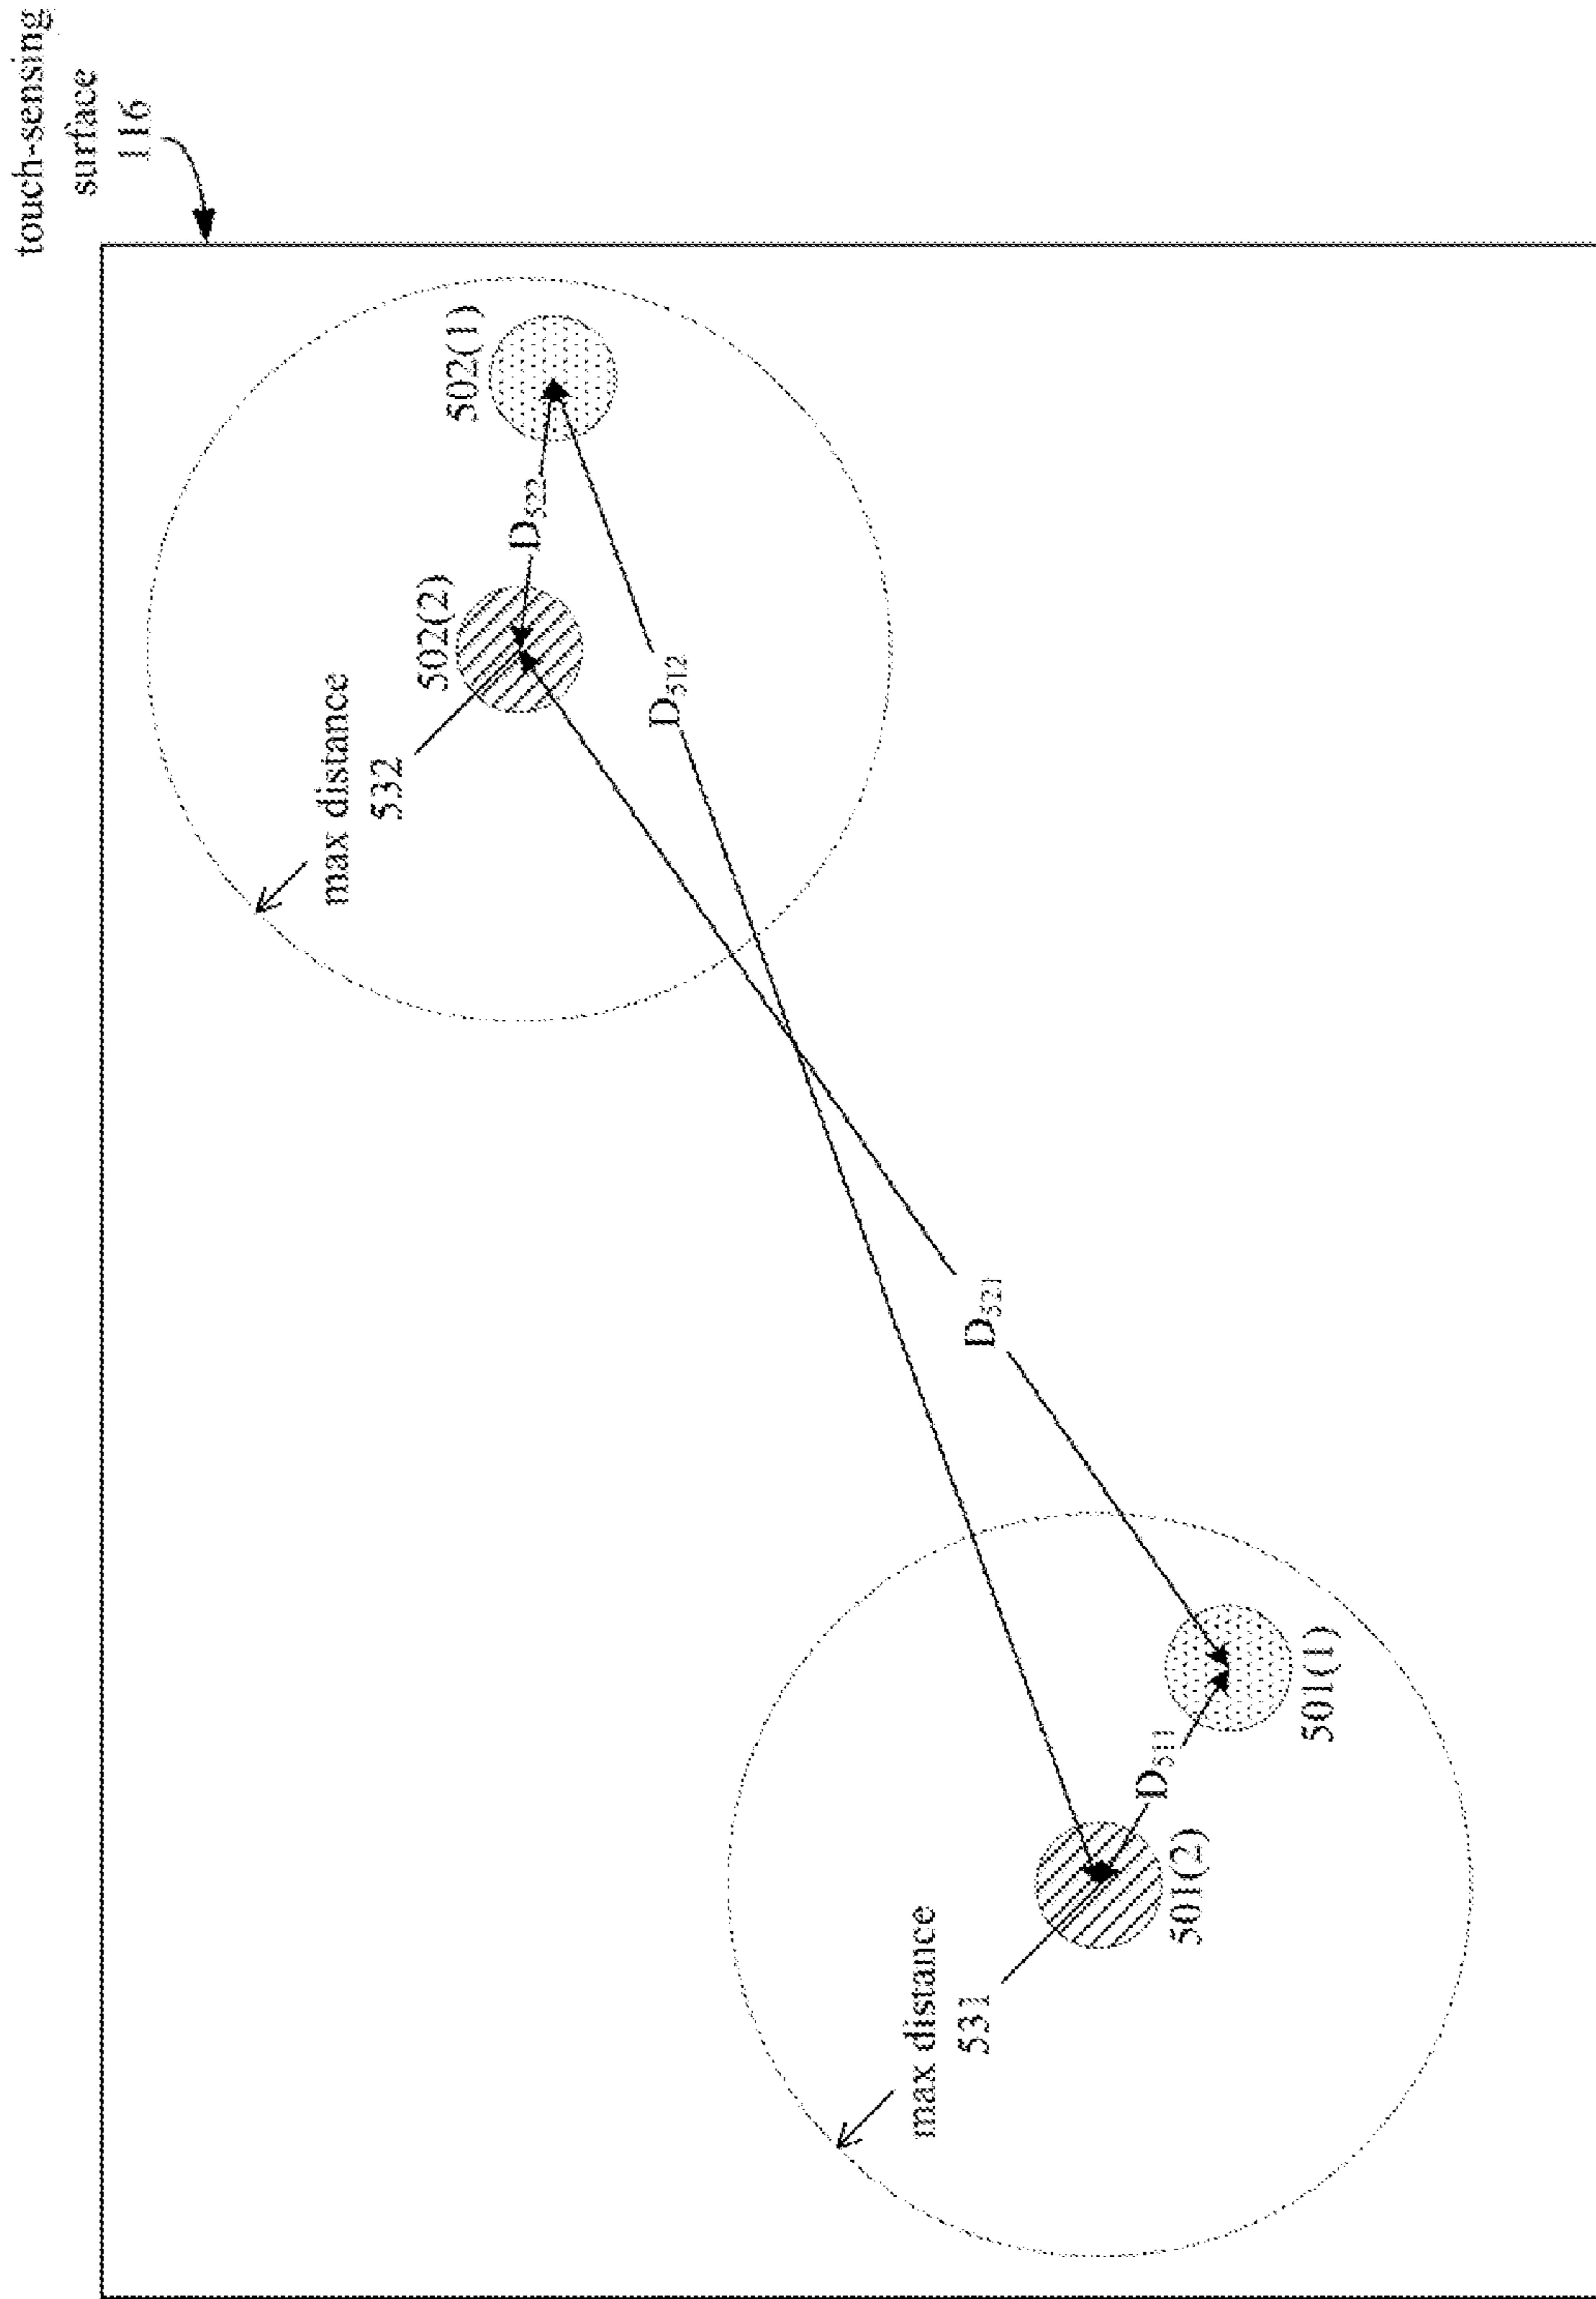 touch-sensing
surface
116
502(1)
D522
502(2)
max distance
532
D512
D521
501(1)
D511
501(2)
max distance
531